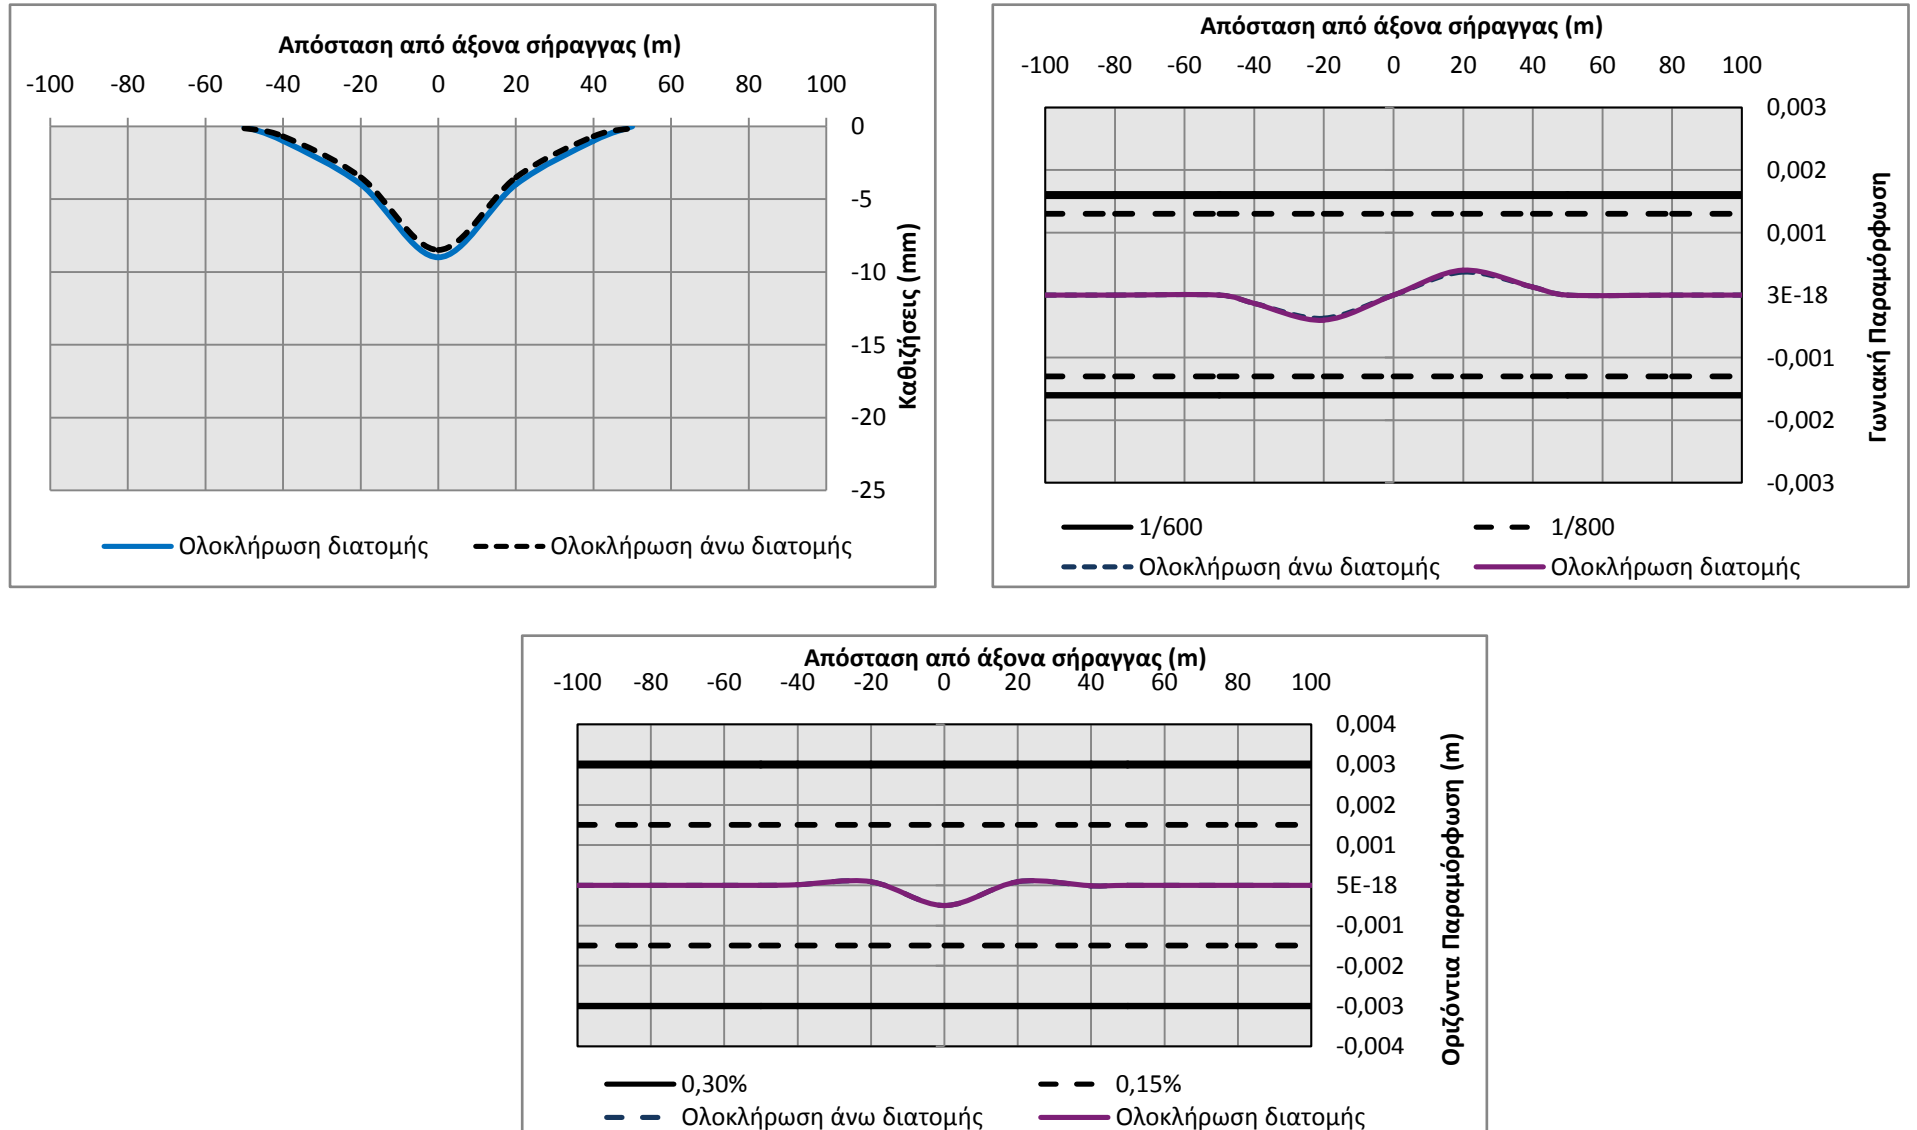 Απόσταση από άξονα σήραγγας (m)
-100 -80 -60 -40 -20 0 20 40 60 80 100
0
-5
-10
-15
-20
-25
Καθιζήσεις (mm)
Ολοκλήρωση διατομής Ολοκλήρωση άνω διατομής
Απόσταση από άξονα σήραγγας (m)
-100 -80 -60 -40 -20 0 20 40 60 80 100
0,003
0,002
0,001
3E-18
-0,001
-0,002
-0,003
Γωνιακή Παραμόρφωση
1/600 1/800
Ολοκλήρωση άνω διατομής Ολοκλήρωση διατομής
Απόσταση από άξονα σήραγγας (m)
-100 -80 -60 -40 -20 0 20 40 60 80 100
0,004
0,003
0,002
0,001
5E-18
-0,001
-0,002
-0,003
-0,004
Οριζόντια Παραμόρφωση (m)
0,30% 0,15%
Ολοκλήρωση άνω διατομής Ολοκλήρωση διατομής